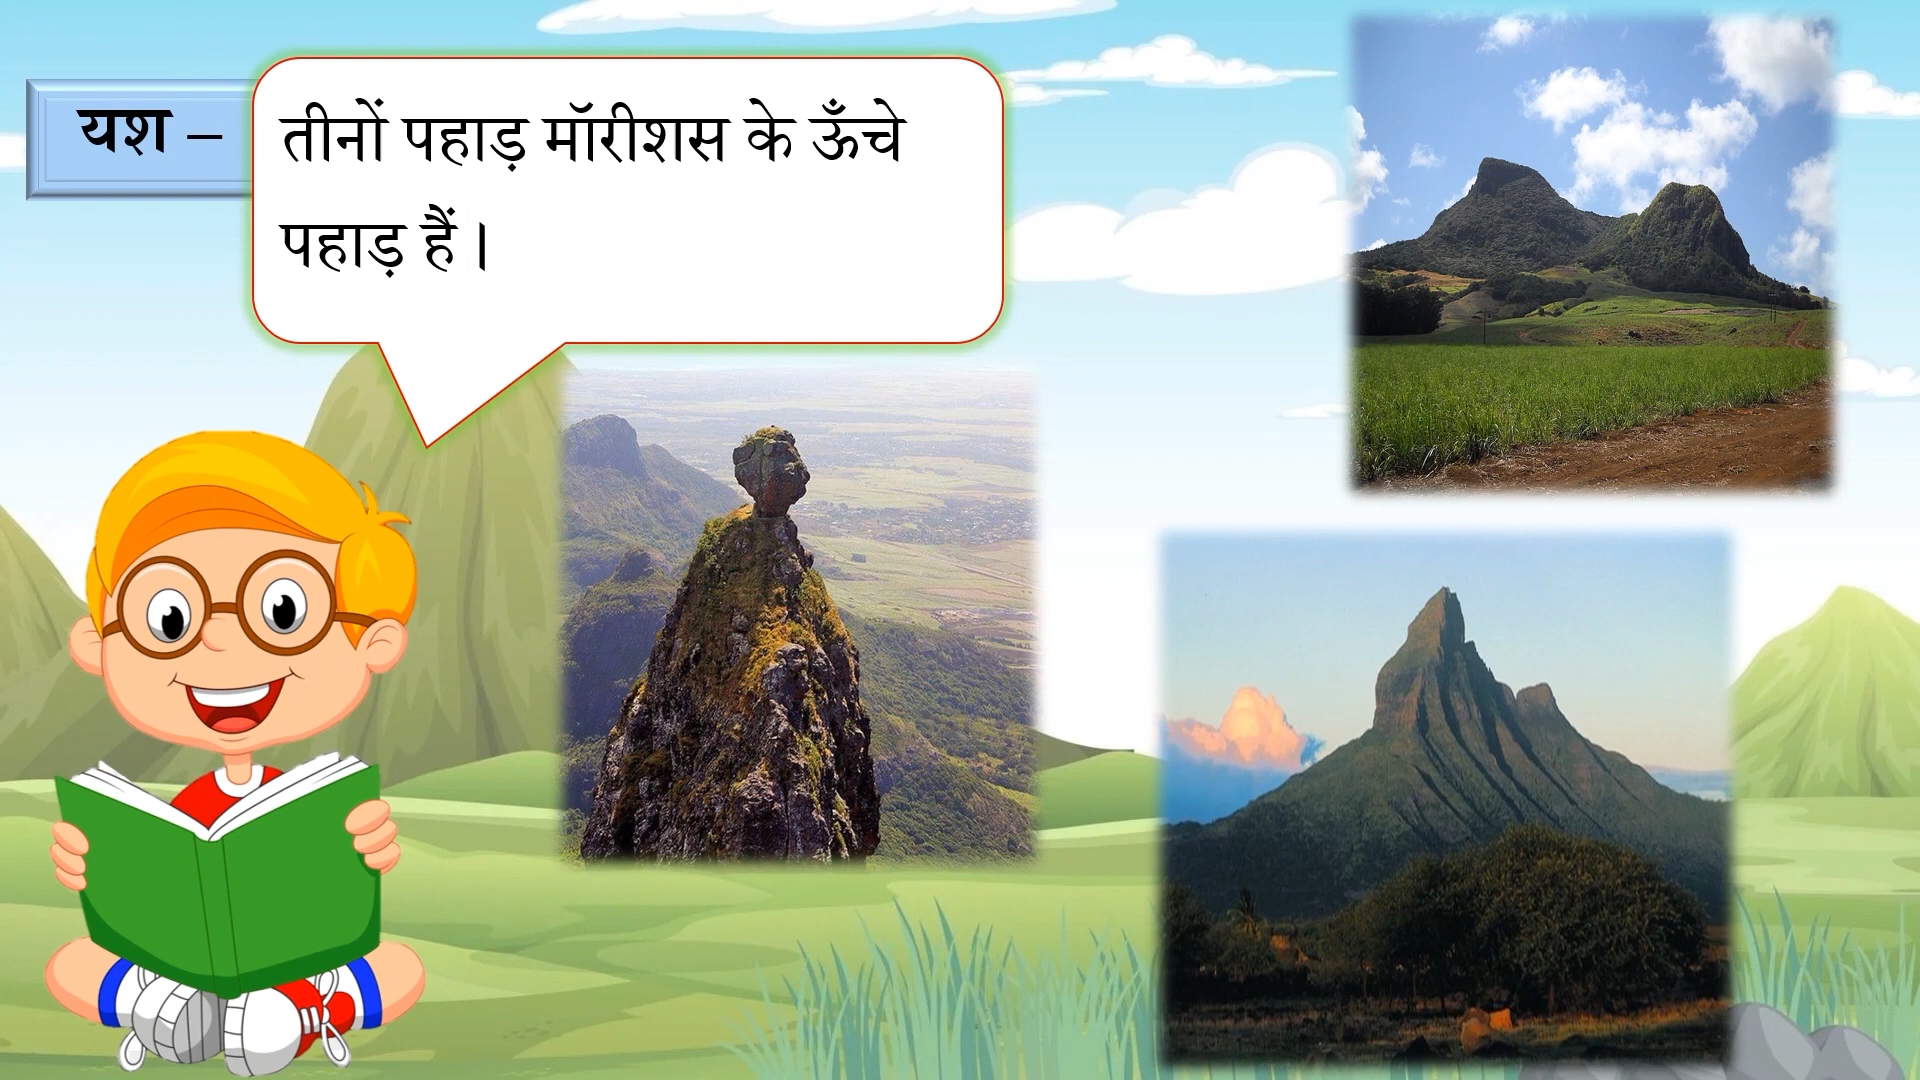 यश –
तीनों पहाड़ मॉरीशस के ऊँचे
पहाड़ हैं।